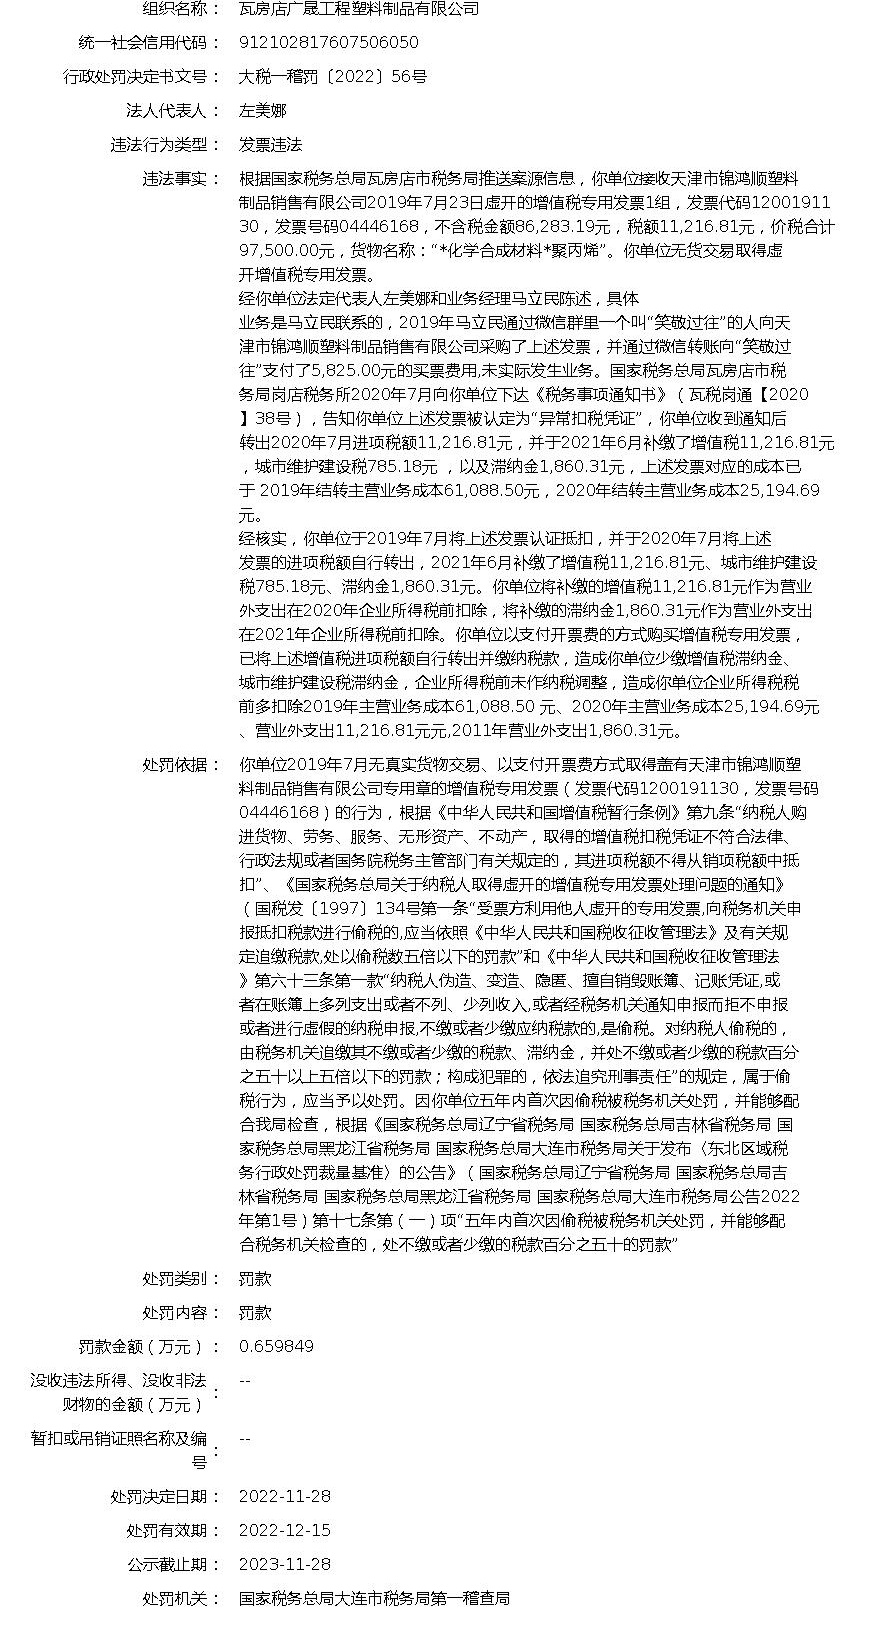 组织名称： 瓦房店广晟工程塑料制品有限公司
统一社会信用代码： 912102817607506050
行政处罚决定书文号： 大税一稽罚〔2022〕56号
法人代表人： 左美娜
违法行为类型： 发票违法
违法事实： 根据国家税务总局瓦房店市税务局推送案源信息，你单位接收天津市锦鸿顺塑料
制品销售有限公司2019年7月23日虚开的增值税专用发票1组，发票代码12001911
30，发票号码04446168，不含税金额86,283.19元，税额11,216.81元，价税合计
97,500.00元，货物名称：“*化学合成材料*聚丙烯”。你单位无货交易取得虚
开增值税专用发票。
经你单位法定代表人左美娜和业务经理马立民陈述，具体
业务是马立民联系的，2019年马立民通过微信群里一个叫“笑敬过往”的人向天
津市锦鸿顺塑料制品销售有限公司采购了上述发票，并通过微信转账向“笑敬过
往”支付了5,825.00元的买票费用,未实际发生业务。国家税务总局瓦房店市税
务局岗店税务所2020年7月向你单位下达《税务事项通知书》（瓦税岗通【2020
】38号），告知你单位上述发票被认定为“异常扣税凭证”，你单位收到通知后
转出2020年7月进项税额11,216.81元，并于2021年6月补缴了增值税11,216.81元
，城市维护建设税785.18元 ，以及滞纳金1,860.31元，上述发票对应的成本已
于 2019年结转主营业务成本61,088.50元，2020年结转主营业务成本25,194.69
元。
经核实，你单位于2019年7月将上述发票认证抵扣，并于2020年7月将上述
发票的进项税额自行转出，2021年6月补缴了增值税11,216.81元、城市维护建设
税785.18元、滞纳金1,860.31元。你单位将补缴的增值税11,216.81元作为营业
外支出在2020年企业所得税前扣除，将补缴的滞纳金1,860.31元作为营业外支出
在2021年企业所得税前扣除。你单位以支付开票费的方式购买增值税专用发票，
已将上述增值税进项税额自行转出并缴纳税款，造成你单位少缴增值税滞纳金、
城市维护建设税滞纳金，企业所得税前未作纳税调整，造成你单位企业所得税税
前多扣除2019年主营业务成本61,088.50 元、2020年主营业务成本25,194.69元
、营业外支出11,216.81元元,2011年营业外支出1,860.31元。
处罚依据： 你单位2019年7月无真实货物交易、以支付开票费方式取得盖有天津市锦鸿顺塑
料制品销售有限公司专用章的增值税专用发票（发票代码1200191130，发票号码
04446168）的行为，根据《中华人民共和国增值税暂行条例》第九条“纳税人购
进货物、劳务、服务、无形资产、不动产，取得的增值税扣税凭证不符合法律、
行政法规或者国务院税务主管部门有关规定的，其进项税额不得从销项税额中抵
扣”、《国家税务总局关于纳税人取得虚开的增值税专用发票处理问题的通知》
（国税发〔1997〕134号第一条“受票方利用他人虚开的专用发票,向税务机关申
报抵扣税款进行偷税的,应当依照《中华人民共和国税收征收管理法》及有关规
定追缴税款,处以偷税数五倍以下的罚款”和《中华人民共和国税收征收管理法
》第六十三条第一款“纳税人伪造、变造、隐匿、擅自销毁账簿、记账凭证,或
者在账簿上多列支出或者不列、少列收入,或者经税务机关通知申报而拒不申报
或者进行虚假的纳税申报,不缴或者少缴应纳税款的,是偷税。对纳税人偷税的，
由税务机关追缴其不缴或者少缴的税款、滞纳金，并处不缴或者少缴的税款百分
之五十以上五倍以下的罚款；构成犯罪的，依法追究刑事责任”的规定，属于偷
税行为，应当予以处罚。因你单位五年内首次因偷税被税务机关处罚，并能够配
合我局检查，根据《国家税务总局辽宁省税务局 国家税务总局吉林省税务局 国
家税务总局黑龙江省税务局 国家税务总局大连市税务局关于发布〈东北区域税
务行政处罚裁量基准〉的公告》（国家税务总局辽宁省税务局 国家税务总局吉
林省税务局 国家税务总局黑龙江省税务局 国家税务总局大连市税务局公告2022
年第1号）第十七条第（一）项“五年内首次因偷税被税务机关处罚，并能够配
合税务机关检查的，处不缴或者少缴的税款百分之五十的罚款”
处罚类别： 罚款
处罚内容： 罚款
罚款金额（万元）： 0.659849
没收违法所得、没收非法
财物的金额（万元）： --
暂扣或吊销证照名称及编
号： --
处罚决定日期： 2022-11-28
处罚有效期： 2022-12-15
公示截止期： 2023-11-28
处罚机关： 国家税务总局大连市税务局第一稽查局